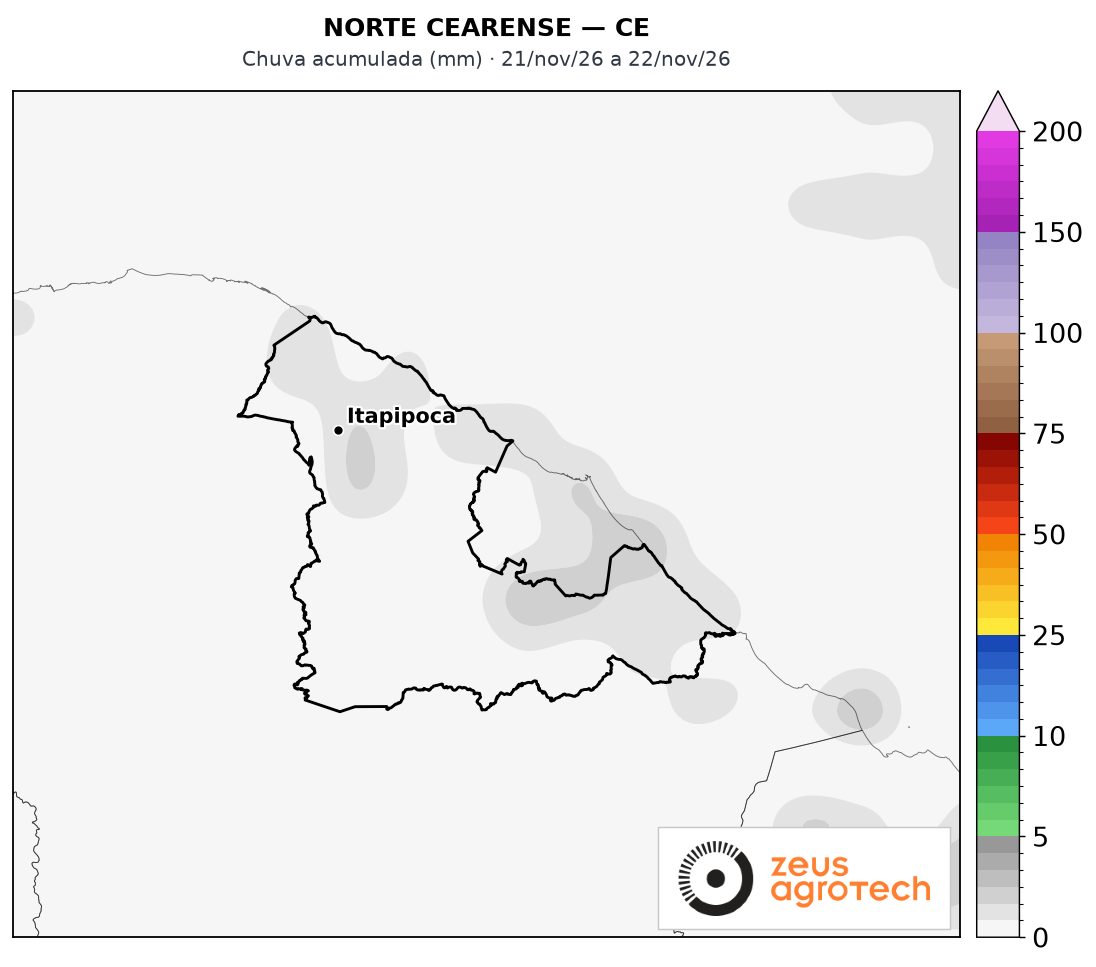 NORTE CEARENSE — CE
Chuva acumulada (mm) · 21/nov/26 a 22/nov/26
200
150
100
75
50
25
10
5
0
Itapipoca
zeus
agrotech